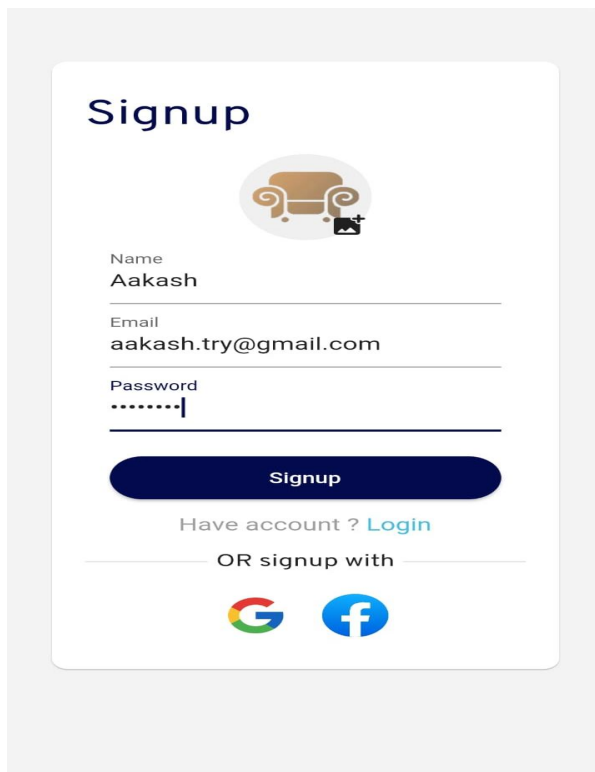 Signup
Name
Aakash
Email
aakash.try@gmail.com
Password
••••••••
Signup
Have account ? Login
OR signup with